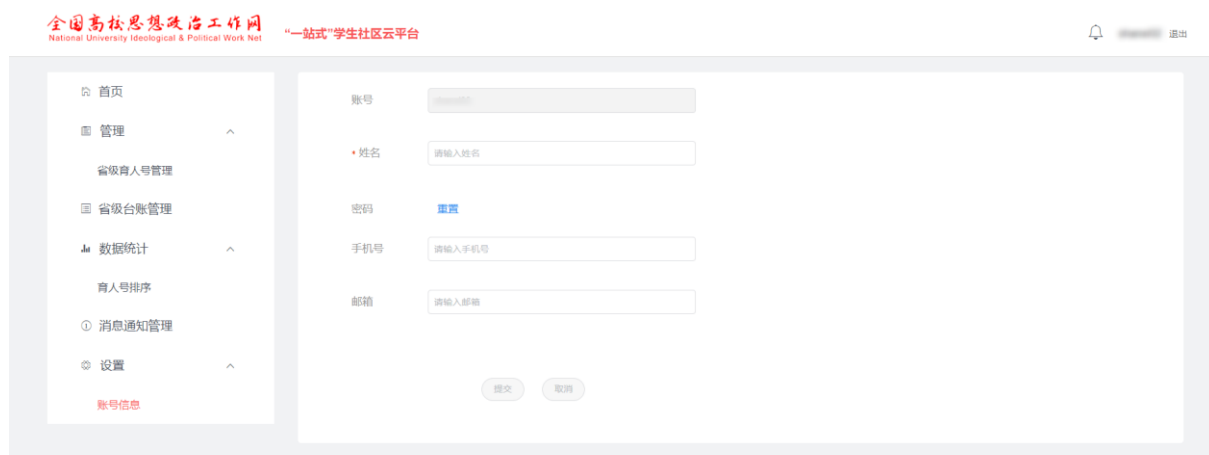 全国高校思想政治工作网
National University Ideological & Political Work Net
“一站式”学生社区云平台
退出
首页
管理
省级育人号管理
省级台账管理
数据统计
育人号排序
消息通知管理
设置
账号信息
账号
* 姓名
请输入姓名
密码
重置
手机号
请输入手机号
邮箱
请输入邮箱
提交
取消